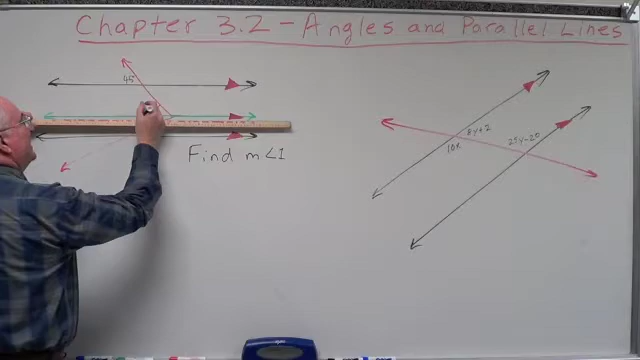 Chapter 3.2 - Angles and Parallel Lines
45
Find m∠1
8y+2
10x
25y-20